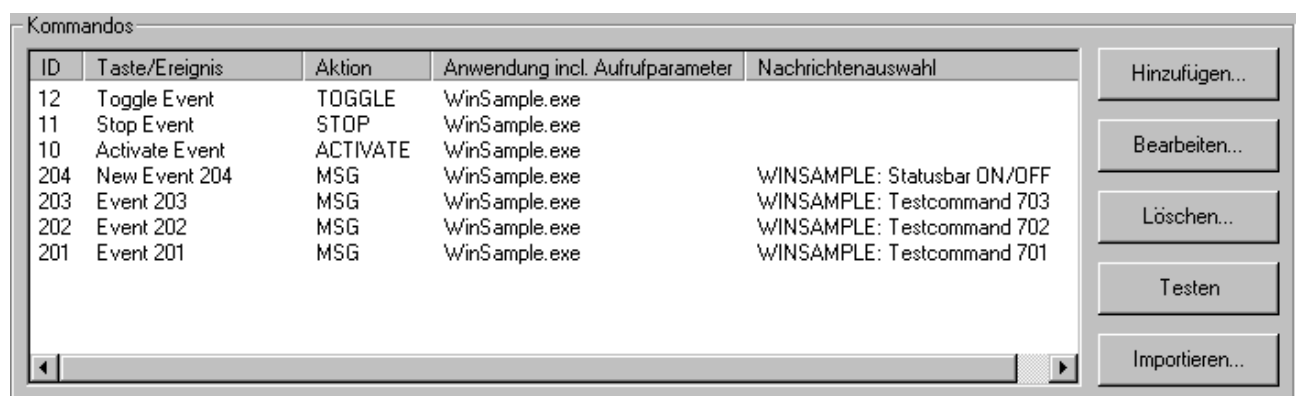 Kommandos
ID Taste/Ereignis Aktion Anwendung incl. Aufrufparameter Nachrichtenauswahl
12 Toggle Event TOGGLE WinSample.exe
11 Stop Event STOP WinSample.exe
10 Activate Event ACTIVATE WinSample.exe
204 New Event 204 MSG WinSample.exe WINSAMPLE: Statusbar ON/OFF
203 Event 203 MSG WinSample.exe WINSAMPLE: Testcommand 703
202 Event 202 MSG WinSample.exe WINSAMPLE: Testcommand 702
201 Event 201 MSG WinSample.exe WINSAMPLE: Testcommand 701
Hinzufügen...
Bearbeiten...
Löschen...
Testen
Importieren...